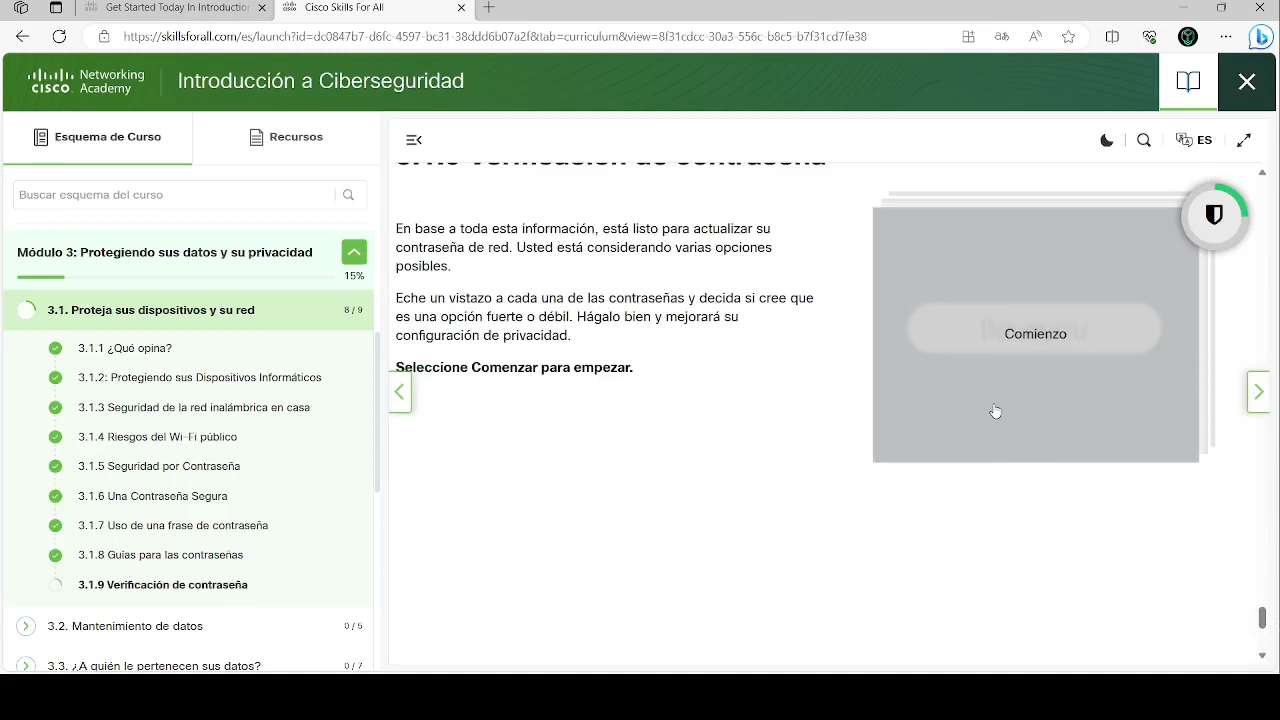 Get Started Today In Introduction
Cisco Skills For All
https://skillsforall.com/es/launch?id=dc0847b7-d6fc-4597-bc31-38ddd6b07a2f&tab=curriculum&view=8f31cdcc-30a3-556c-b8c5-b7f31cd7fe38
Networking
CISCO Academy
Introducción a Ciberseguridad
Esquema de Curso
Recursos
ES
Buscar esquema del curso
Módulo 3: Protegiendo sus datos y su privacidad
15%
3.1. Proteja sus dispositivos y su red 8 / 9
3.1.1 ¿Qué opina?
3.1.2: Protegiendo sus Dispositivos Informáticos
3.1.3 Seguridad de la red inalámbrica en casa
3.1.4 Riesgos del Wi-Fi público
3.1.5 Seguridad por Contraseña
3.1.6 Una Contraseña Segura
3.1.7 Uso de una frase de contraseña
3.1.8 Guías para las contraseñas
3.1.9 Verificación de contraseña
3.2. Mantenimiento de datos 0 / 5
3.3. ¿A quién le pertenecen sus datos? 0 / 7
3.1.9 Verificación de contraseña
En base a toda esta información, está listo para actualizar su
contraseña de red. Usted está considerando varias opciones
posibles.
Eche un vistazo a cada una de las contraseñas y decida si cree que
es una opción fuerte o débil. Hágalo bien y mejorará su
configuración de privacidad.
Seleccione Comenzar para empezar.
Comienzo